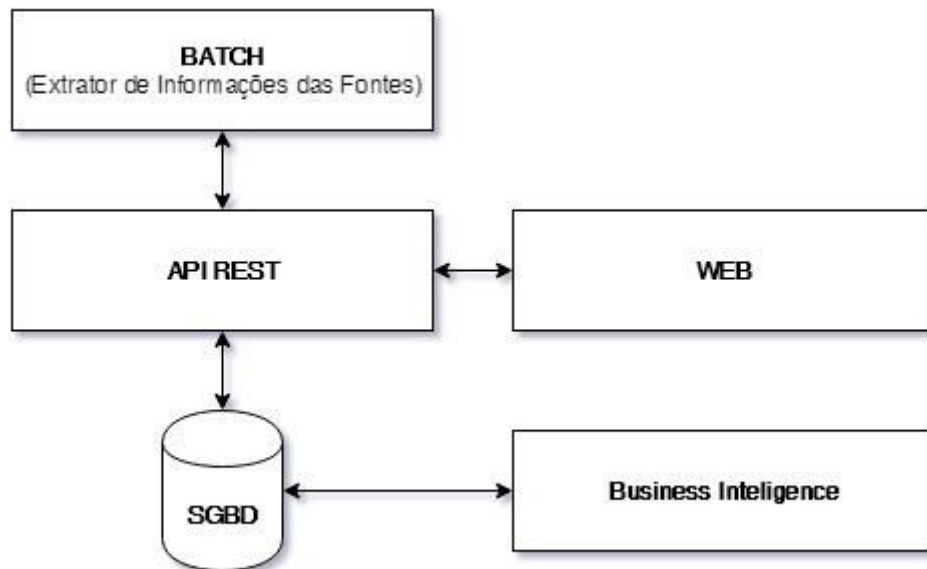 BATCH
(Extrator de Informações das Fontes)
API REST
WEB
SGBD
Business Inteligence